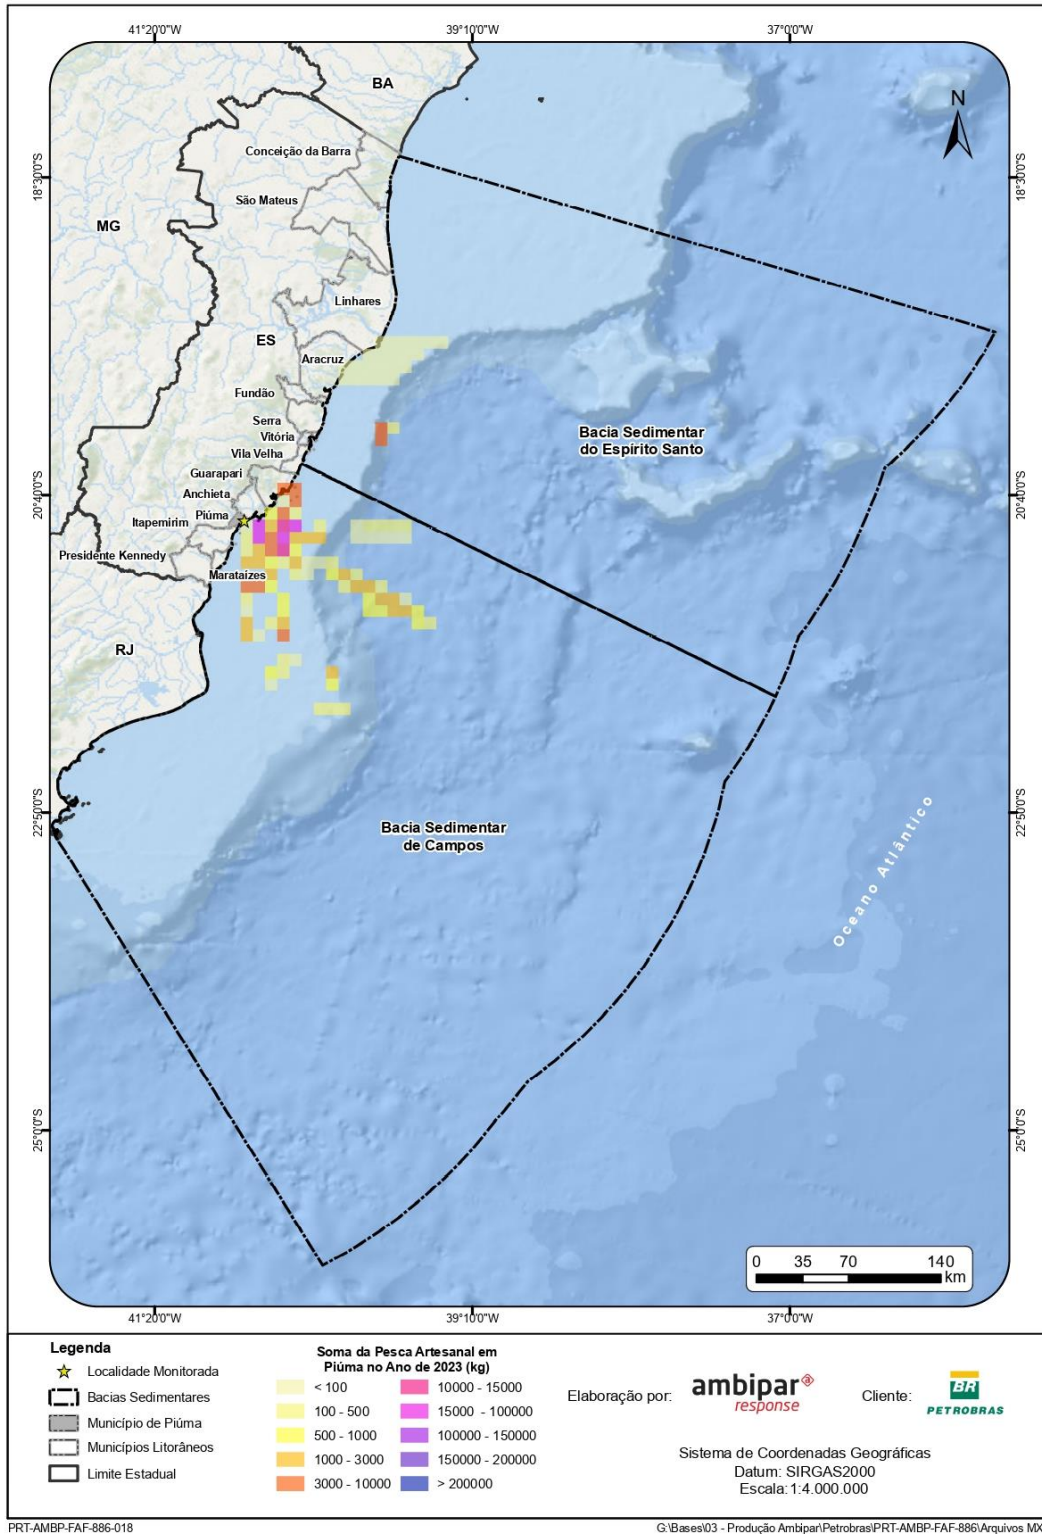 41°20'0"W
39°10'0"W
37°0'0"W
BA
N
Conceição da Barra
18°30'0"S
18°30'0"S
São Mateus
MG
Linhares
ES
Aracruz
Fundão
Serra
Vitória
Vila Velha
Bacia Sedimentar
do Espírito Santo
Guarapari
Anchieta
20°40'0"S
20°40'0"S
Piúma
Itapemirim
Presidente Kennedy
Marataízes
RJ
22°50'0"S
22°50'0"S
Bacia Sedimentar
de Campos
Oceano Atlântico
25°0'0"S
25°0'0"S
0 35 70 140
km
41°20'0"W
39°10'0"W
37°0'0"W
Legenda
Localidade Monitorada
Bacias Sedimentares
Município de Piúma
Municípios Litorâneos
Limite Estadual
Soma da Pesca Artesanal em
Piúma no Ano de 2023 (kg)
< 100
100 - 500
500 - 1000
1000 - 3000
3000 - 10000
10000 - 15000
15000 - 100000
100000 - 150000
150000 - 200000
> 200000
Elaboração por:
ambipar
response
Cliente:
BR
PETROBRAS
Sistema de Coordenadas Geográficas
Datum: SIRGAS2000
Escala:1:4.000.000
PRT-AMBP-FAF-886-018
G:\Bases\03 - Produção Ambipar\Petrobras\PRT-AMBP-FAF-886\Arquivos MX